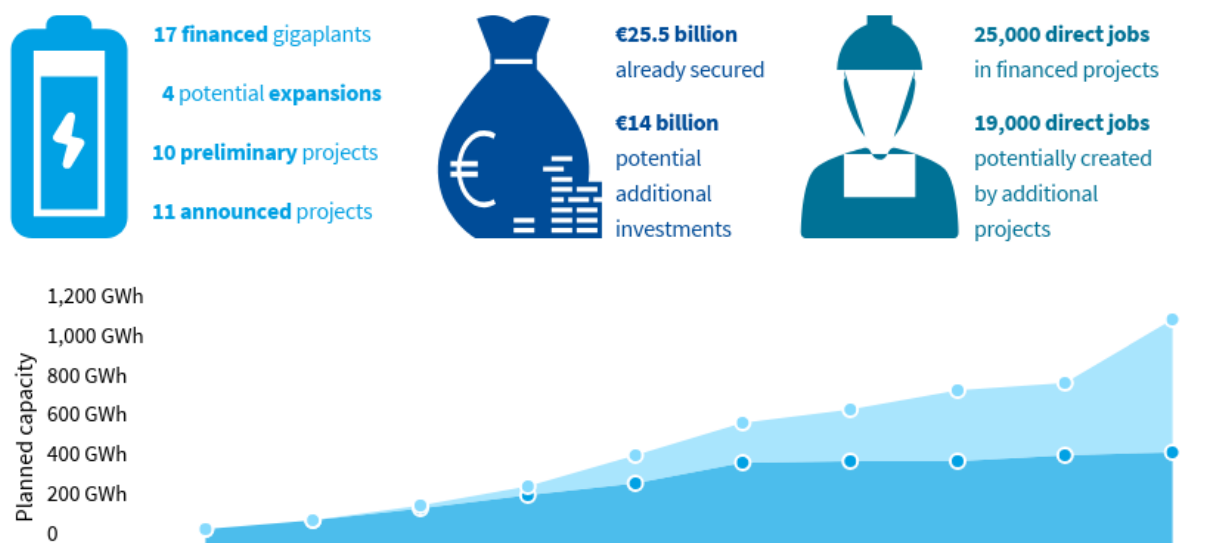 17 financed gigaplants
4 potential expansions
10 preliminary projects
11 announced projects
€25.5 billion
already secured
€14 billion
potential
additional
investments
25,000 direct jobs
in financed projects
19,000 direct jobs
potentially created
by additional
projects
Planned capacity
1,200 GWh
1,000 GWh
800 GWh
600 GWh
400 GWh
200 GWh
0